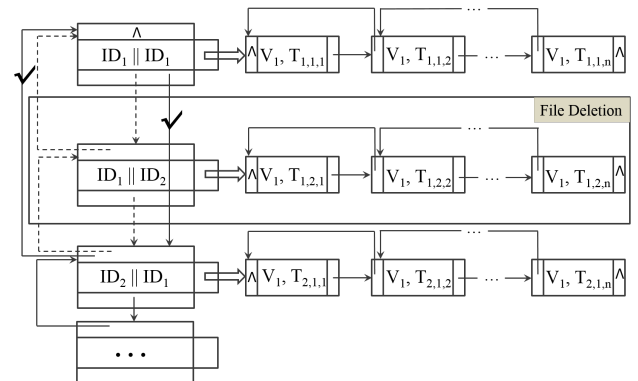 ∧
ID₁ || ID₁
∧ V₁, T₁,₁,₁
V₁, T₁,₁,₂
...
...
V₁, T₁,₁,ₙ ∧
✓
✓
File Deletion
ID₁ || ID₂
∧ V₁, T₁,₂,₁
V₁, T₁,₂,₂
...
...
V₁, T₁,₂,ₙ ∧
ID₂ || ID₁
∧ V₁, T₂,₁,₁
V₁, T₂,₁,₂
...
...
V₁, T₂,₁,ₙ ∧
...